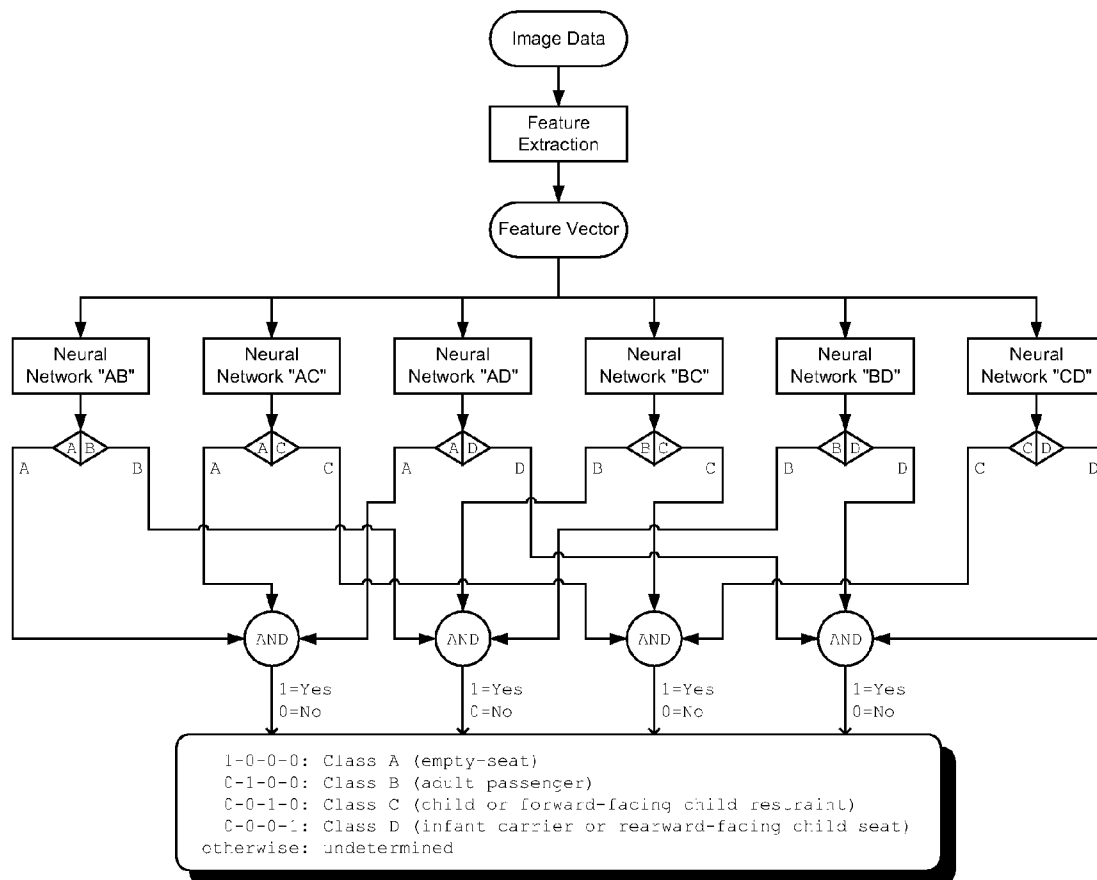 Image Data
Feature
Extraction
Feature Vector
Neural
Network "AB"
Neural
Network "AC"
Neural
Network "AD"
Neural
Network "BC"
Neural
Network "BD"
Neural
Network "CD"
A B
A C
A D
B C
B D
C D
A B A C A D B C B D C D
AND AND AND AND
1=Yes 1=Yes 1=Yes 1=Yes
0=No 0=No 0=No 0=No
1-0-0-0: Class A (empty-seat)
0-1-0-0: Class B (adult passenger)
0-0-1-0: Class C (child or forward-facing child restraint)
0-0-0-1: Class D (infant carrier or rearward-facing child seat)
otherwise: undetermined